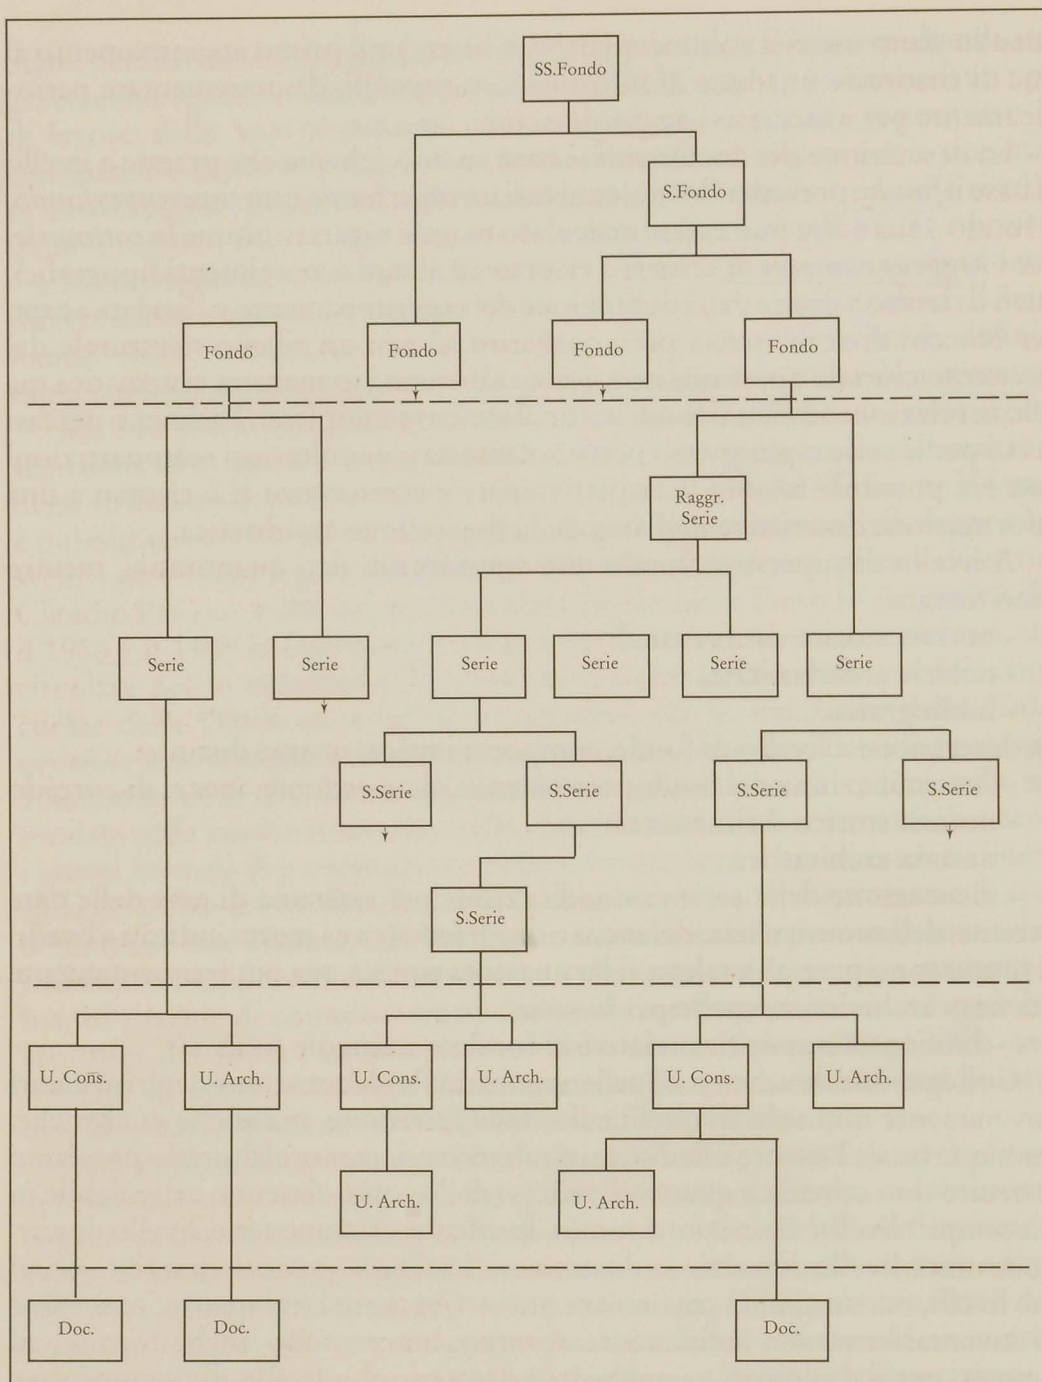 SS.Fondo
S.Fondo
Fondo
Fondo
Fondo
Fondo
Raggr.
Serie
Serie
Serie
Serie
Serie
Serie
Serie
S.Serie
S.Serie
S.Serie
S.Serie
S.Serie
U. Cons.
U. Arch.
U. Cons.
U. Arch.
U. Cons.
U. Arch.
U. Arch.
U. Arch.
Doc.
Doc.
Doc.